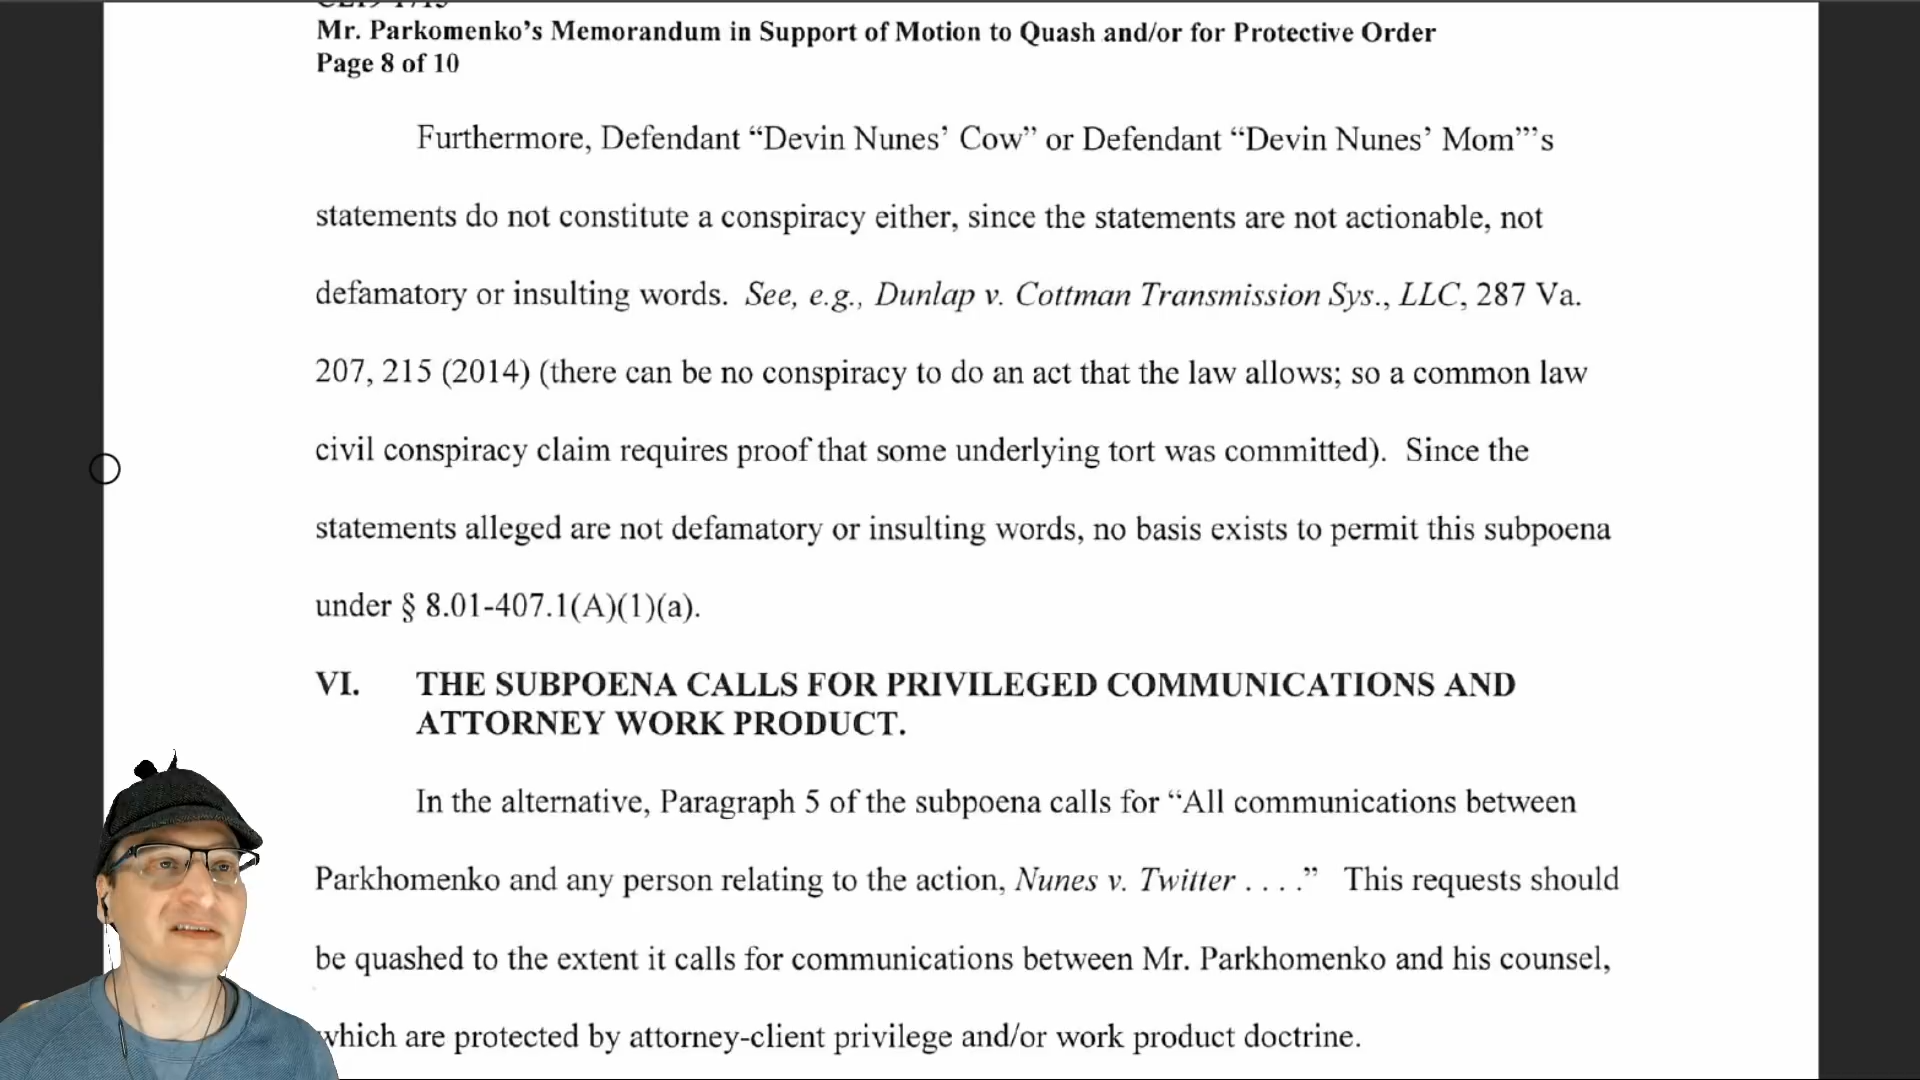 Mr. Parkomenko’s Memorandum in Support of Motion to Quash and/or for Protective Order
Page 8 of 10
Furthermore, Defendant “Devin Nunes’ Cow” or Defendant “Devin Nunes’ Mom”’s
statements do not constitute a conspiracy either, since the statements are not actionable, not
defamatory or insulting words. See, e.g., Dunlap v. Cottman Transmission Sys., LLC, 287 Va.
207, 215 (2014) (there can be no conspiracy to do an act that the law allows; so a common law
civil conspiracy claim requires proof that some underlying tort was committed). Since the
statements alleged are not defamatory or insulting words, no basis exists to permit this subpoena
under § 8.01-407.1(A)(1)(a).
VI. THE SUBPOENA CALLS FOR PRIVILEGED COMMUNICATIONS AND
ATTORNEY WORK PRODUCT.
In the alternative, Paragraph 5 of the subpoena calls for “All communications between
Parkhomenko and any person relating to the action, Nunes v. Twitter . . . .” This requests should
be quashed to the extent it calls for communications between Mr. Parkhomenko and his counsel,
which are protected by attorney-client privilege and/or work product doctrine.